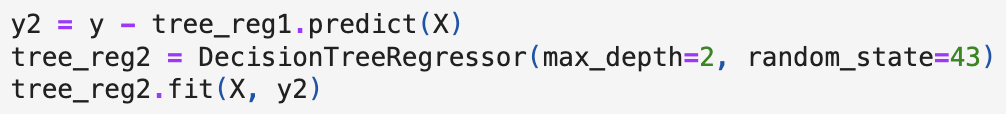 y2 = y - tree_reg1.predict(X)
tree_reg2 = DecisionTreeRegressor(max_depth=2, random_state=43)
tree_reg2.fit(X, y2)